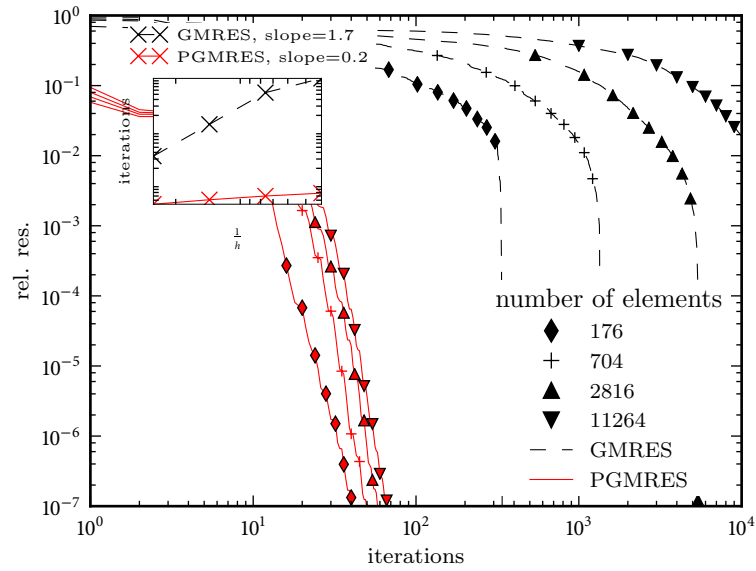 GMRES, slope=1.7
PGMRES, slope=0.2
iterations
1/h
rel. res.
10^0
10^-1
10^-2
10^-3
10^-4
10^-5
10^-6
10^-7
number of elements
176
704
2816
11264
GMRES
PGMRES
10^0
10^1
10^2
10^3
10^4
iterations